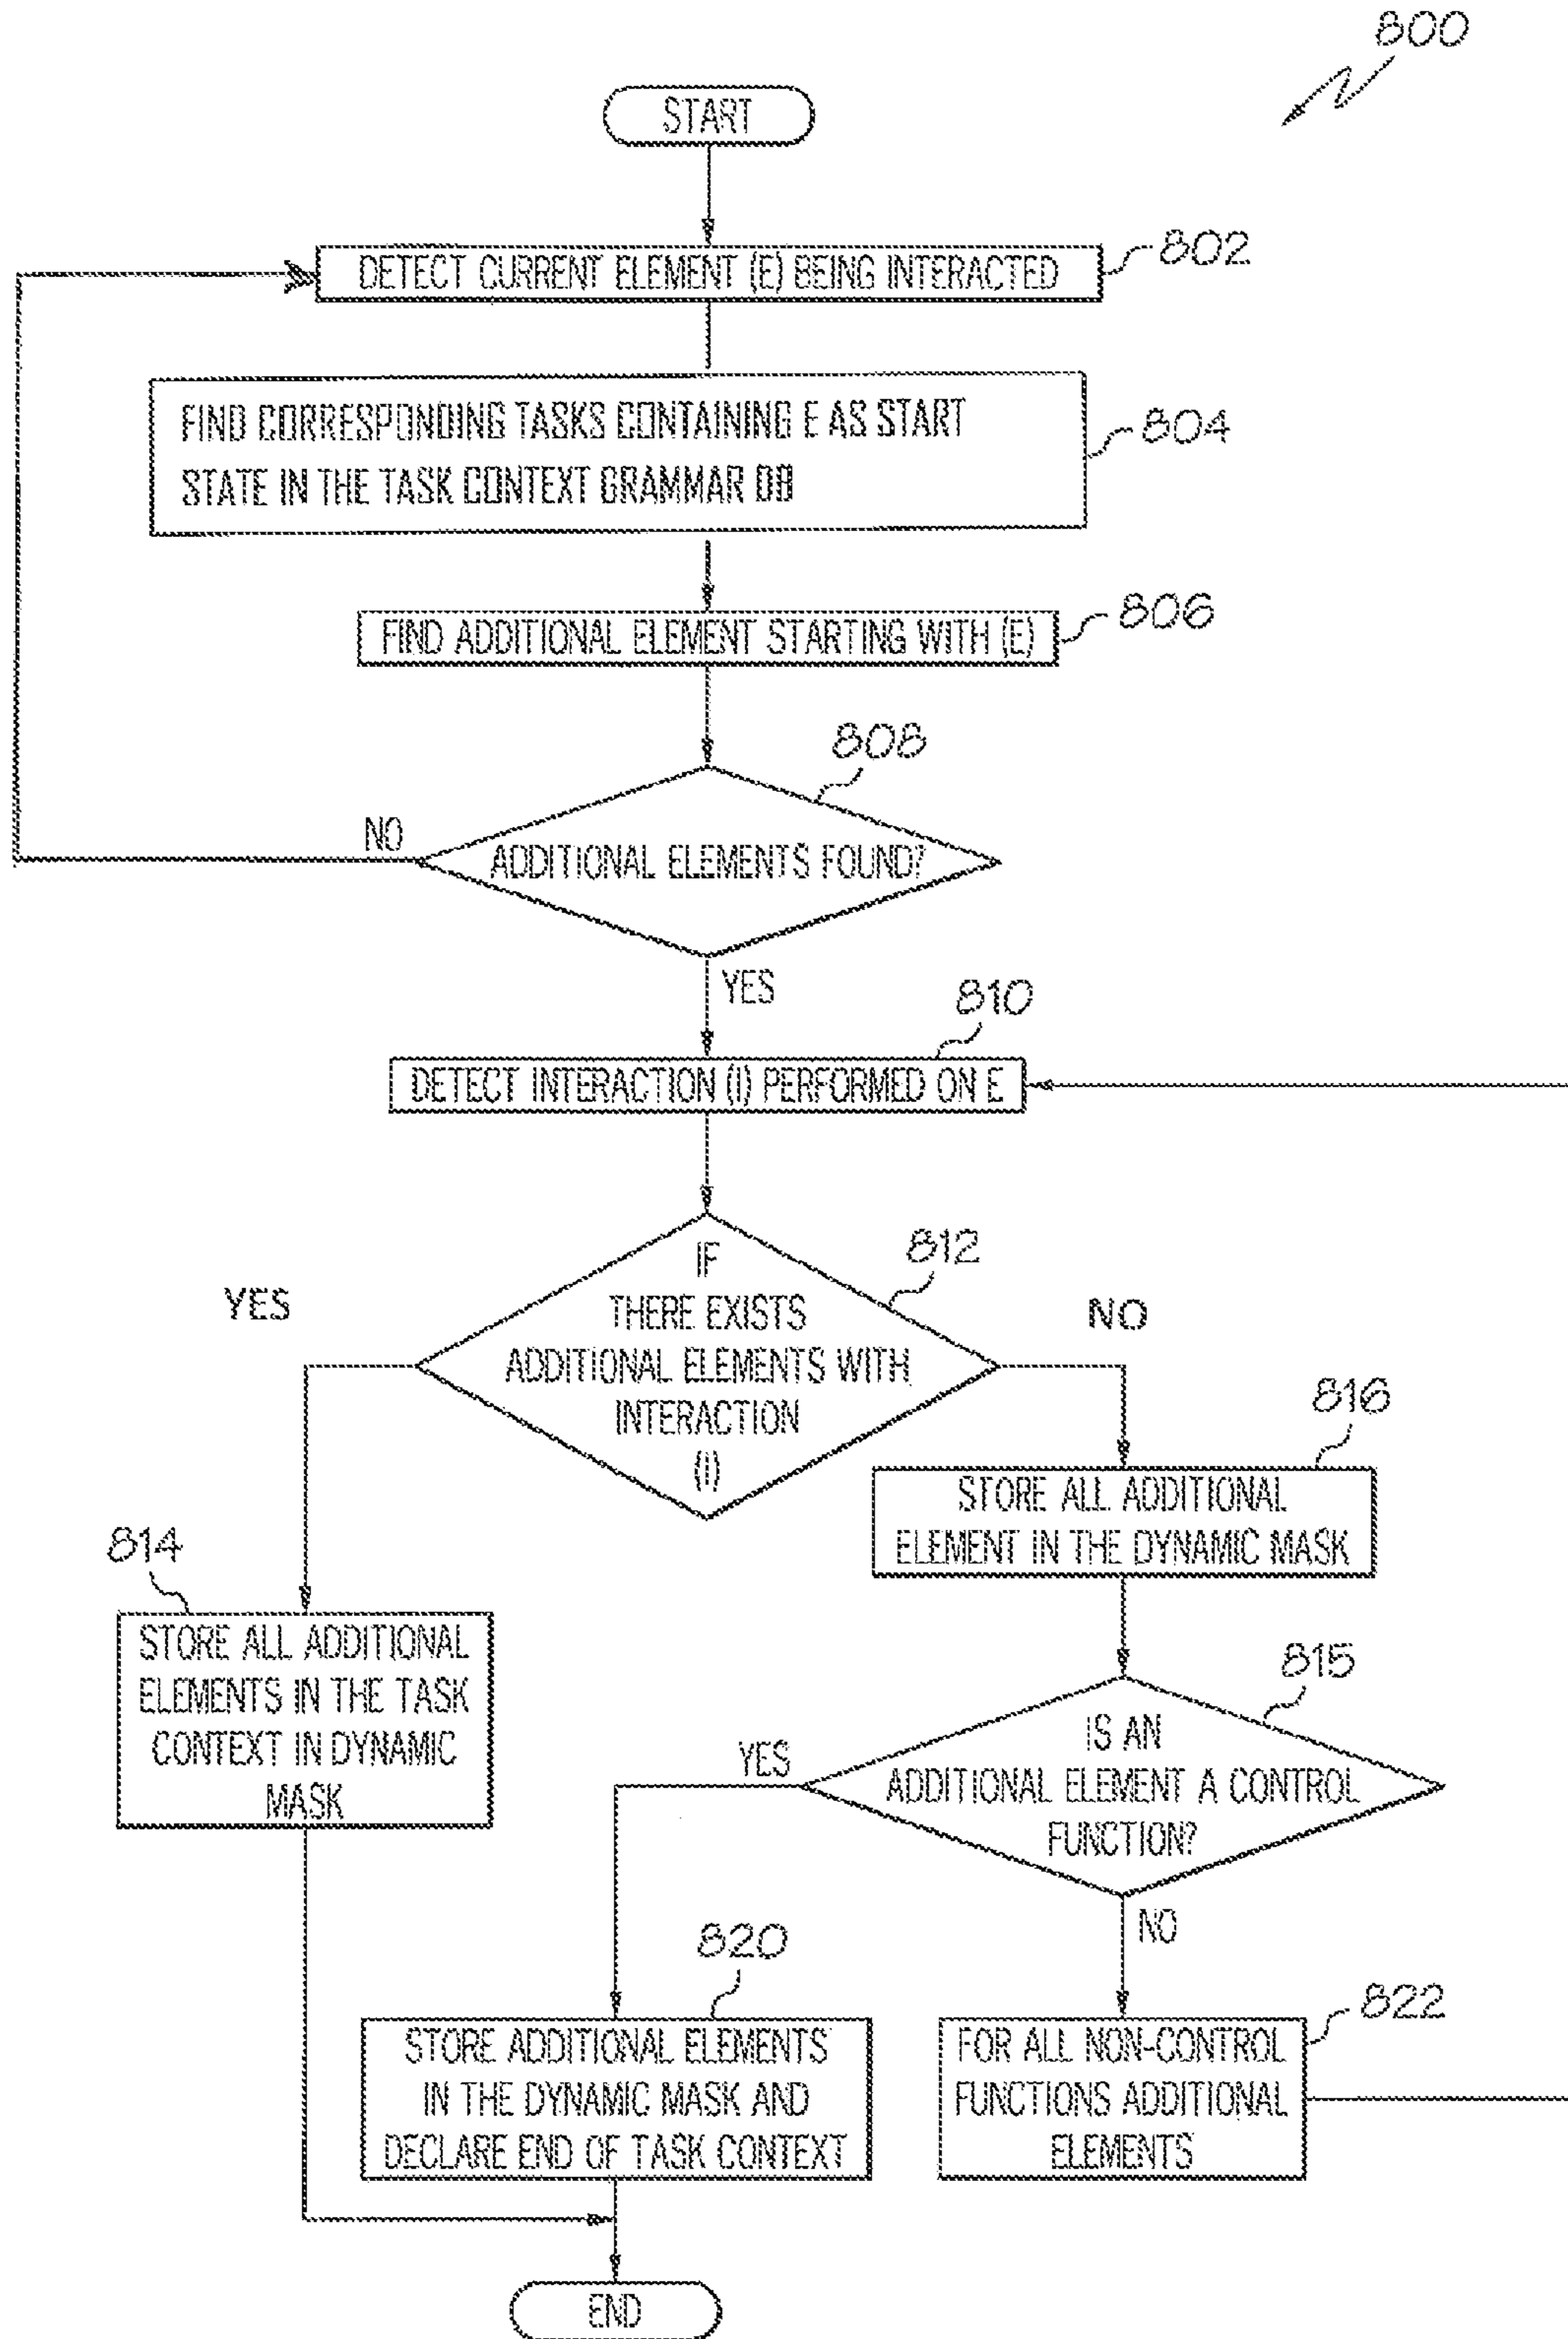 800
START
DETECT CURRENT ELEMENT (E) BEING INTERACTED
802
FIND CORRESPONDING TASKS CONTAINING E AS START
STATE IN THE TASK CONTEXT GRAMMAR DB
804
FIND ADDITIONAL ELEMENT STARTING WITH (E)
806
808
NO
ADDITIONAL ELEMENTS FOUND?
YES
810
DETECT INTERACTION (I) PERFORMED ON E
812
IF
THERE EXISTS
ADDITIONAL ELEMENTS WITH
INTERACTION
(I)
YES
NO
816
STORE ALL ADDITIONAL
ELEMENT IN THE DYNAMIC MASK
814
STORE ALL ADDITIONAL
ELEMENTS IN THE TASK
CONTEXT IN DYNAMIC
MASK
815
IS AN
ADDITIONAL ELEMENT A CONTROL
FUNCTION?
YES
NO
820
STORE ADDITIONAL ELEMENTS
IN THE DYNAMIC MASK AND
DECLARE END OF TASK CONTEXT
822
FOR ALL NON-CONTROL
FUNCTIONS ADDITIONAL
ELEMENTS
END